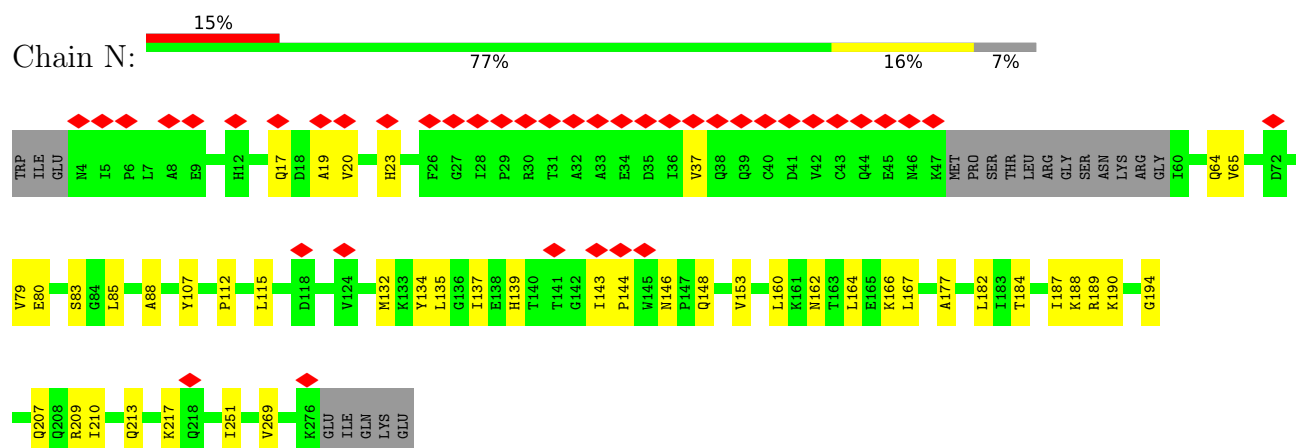 15%
Chain N:
77% 16% 7%
TRP ILE GLU N4 I5 P6 L7 A8 E9 H12 Q17 D18 A19 V20 H23 F26 G27 I28 P29 R30 T31 A32 A33 E34 D35 I36 V37 Q38 Q39 C40 D41 V42 C43 Q44 E45 N46 K47 MET PRO SER THR LEU ARG GLY SER ASN LYS ARG GLY I60 Q64 V65 D72
V79 E80 S83 G84 L85 A88 Y107 P112 L115 D118 V124 M132 K133 Y134 L135 G136 I137 E138 H139 T140 T141 G142 I143 P144 W145 N146 P147 Q148 V153 L160 K161 N162 T163 L164 E165 K166 L167 A177 L182 I183 T184 I187 K188 R189 K190 G194
Q207 Q208 R209 I210 Q213 K217 Q218 I251 V269 K276 GLU ILE GLN LYS GLU